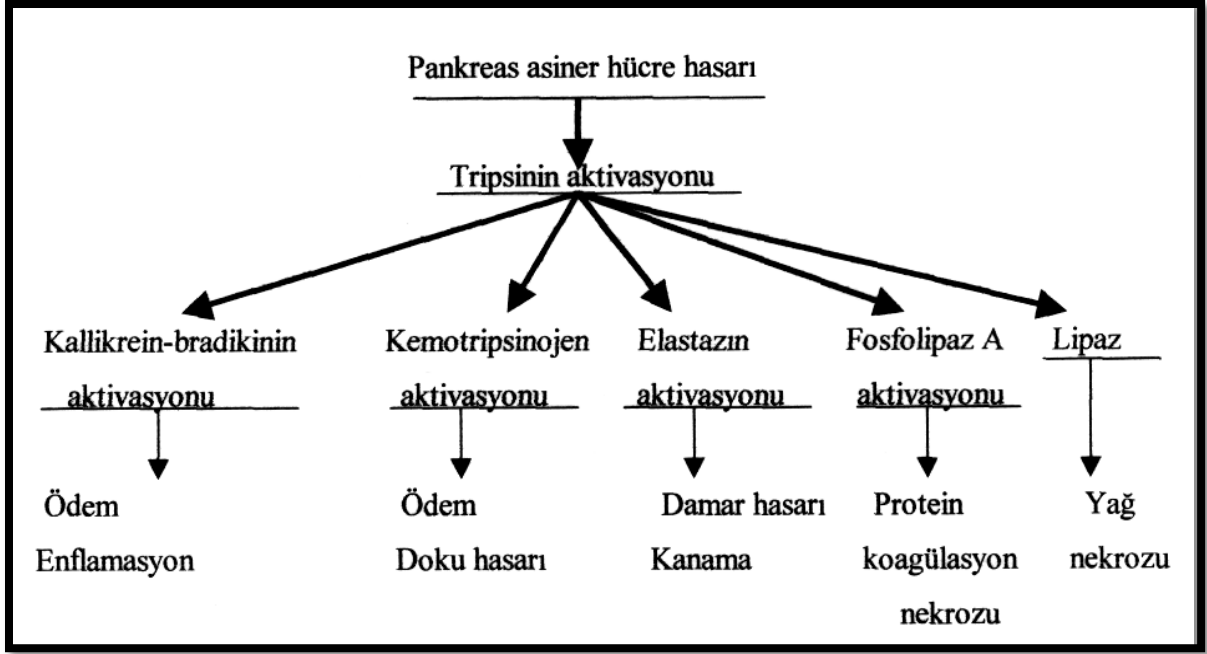 Pankreas asiner hücre hasarı
Tripsinin aktivasyonu
Kallikrein-bradikinin
aktivasyonu
Kemotripsinojen
aktivasyonu
Elastazın
aktivasyonu
Fosfolipaz A
aktivasyonu
Lipaz
Ödem
Enflamasyon
Ödem
Doku hasarı
Damar hasarı
Kanama
Protein
koagülasyon
nekrozu
Yağ
nekrozu